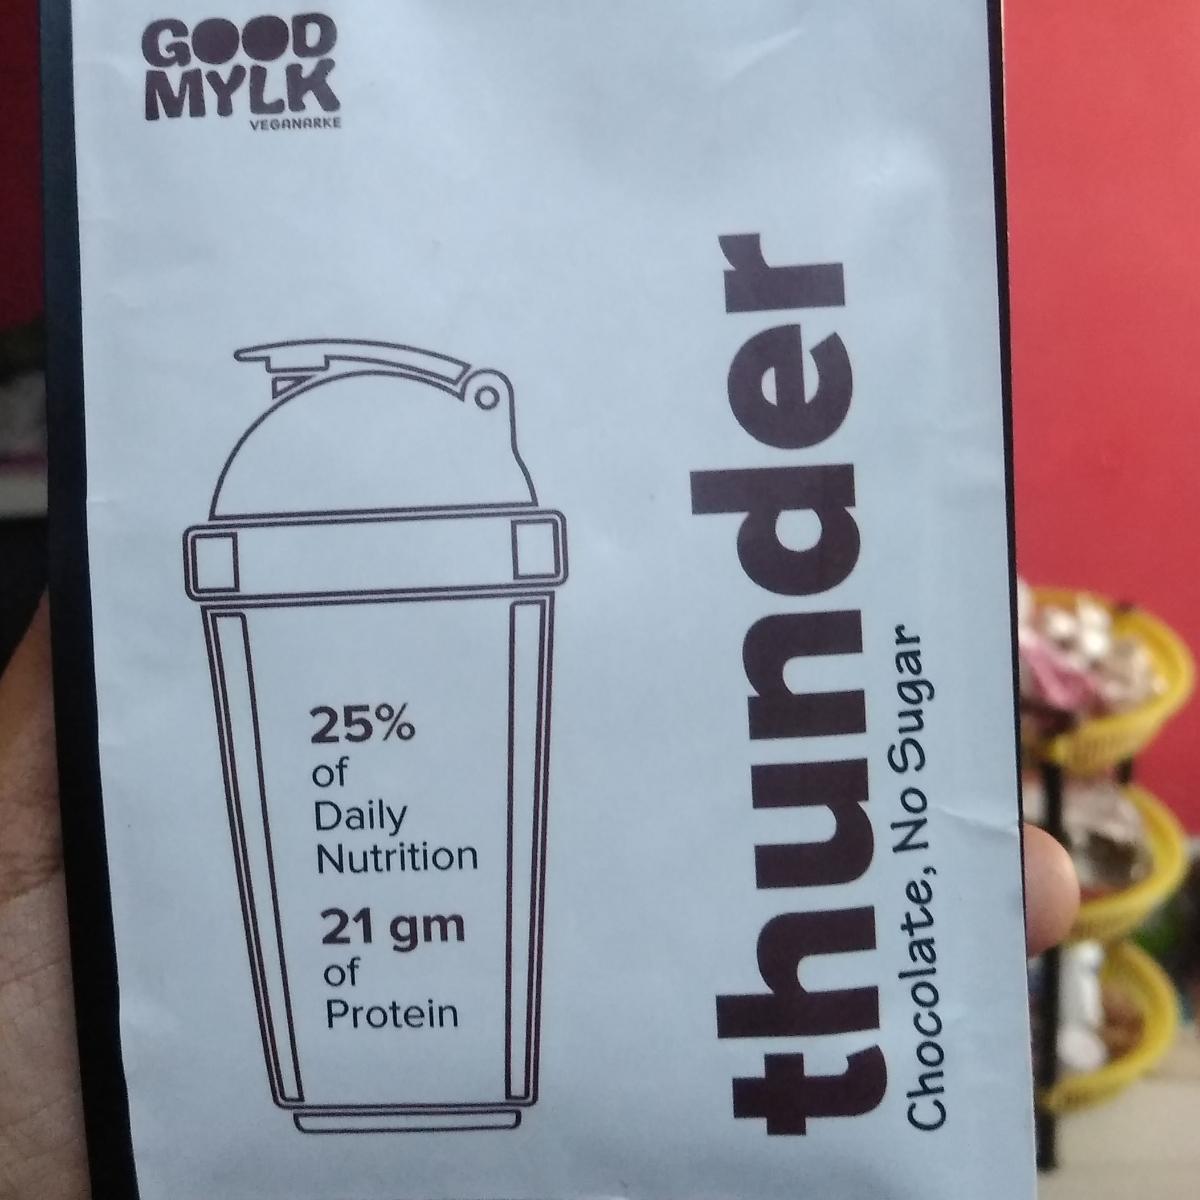 GOOD
MYLK
VEGANARKE
25%
of
Daily
Nutrition
21 gm
of
Protein
thunder
Chocolate, No Sugar